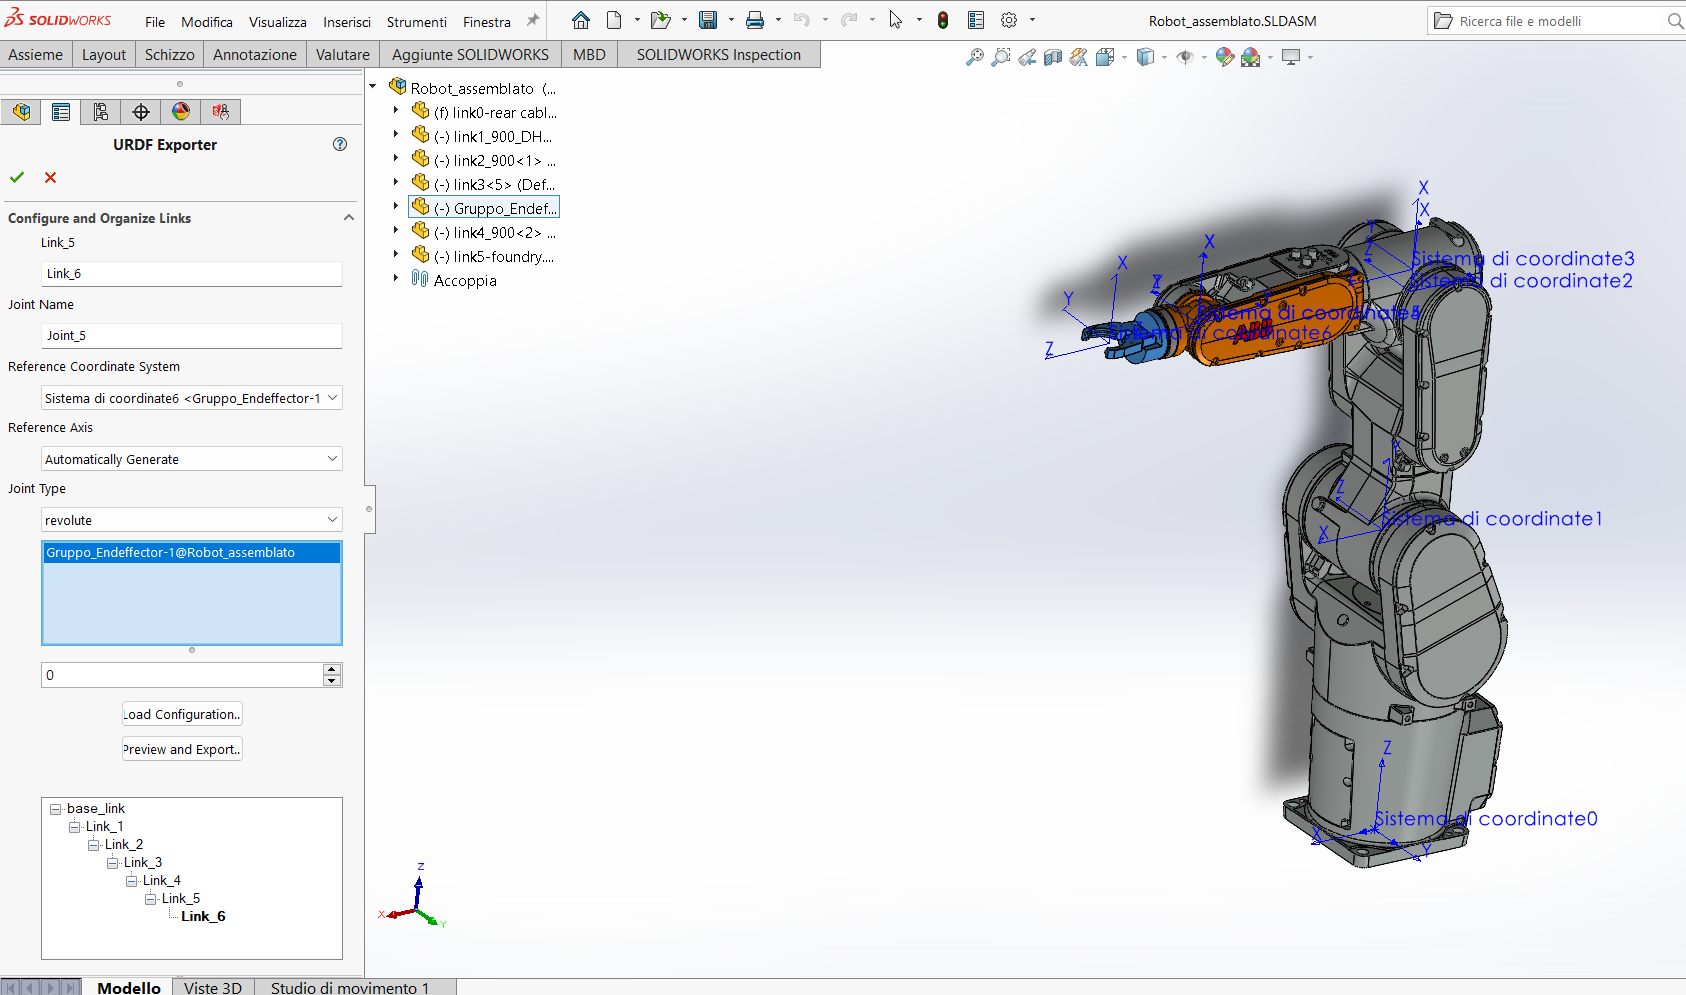 SOLIDWORKS File Modifica Visualizza Inserisci Strumenti Finestra Robot_assemblato.SLDASM Ricerca file e modelli
Assieme Layout Schizzo Annotazione Valutare Aggiunte SOLIDWORKS MBD SOLIDWORKS Inspection
URDF Exporter
Configure and Organize Links
Link_5
Link_6
Joint Name
Joint_5
Reference Coordinate System
Sistema di coordinate6 <Gruppo_Endeffector-1
Reference Axis
Automatically Generate
Joint Type
revolute
Gruppo_Endeffector-1@Robot_assemblato
0
Load Configuration..
Preview and Export..
base_link
Link_1
Link_2
Link_3
Link_4
Link_5
Link_6
Robot_assemblato (...
(f) link0-rear cabl...
(-) link1_900_DH...
(-) link2_900<1> ...
(-) link3<5> (Def...
(-) Gruppo_Endef...
(-) link4_900<2> ...
(-) link5-foundry....
Accoppia
X
X
Y
Z
Sistema di coordinate3
Sistema di coordinate2
X
X
Z
Y
Z
Sistema di coordinate6
ABB
X
Z
X
Sistema di coordinate1
Z
Sistema di coordinate0
X
Y
Z
X
Y
Modello Viste 3D Studio di movimento 1